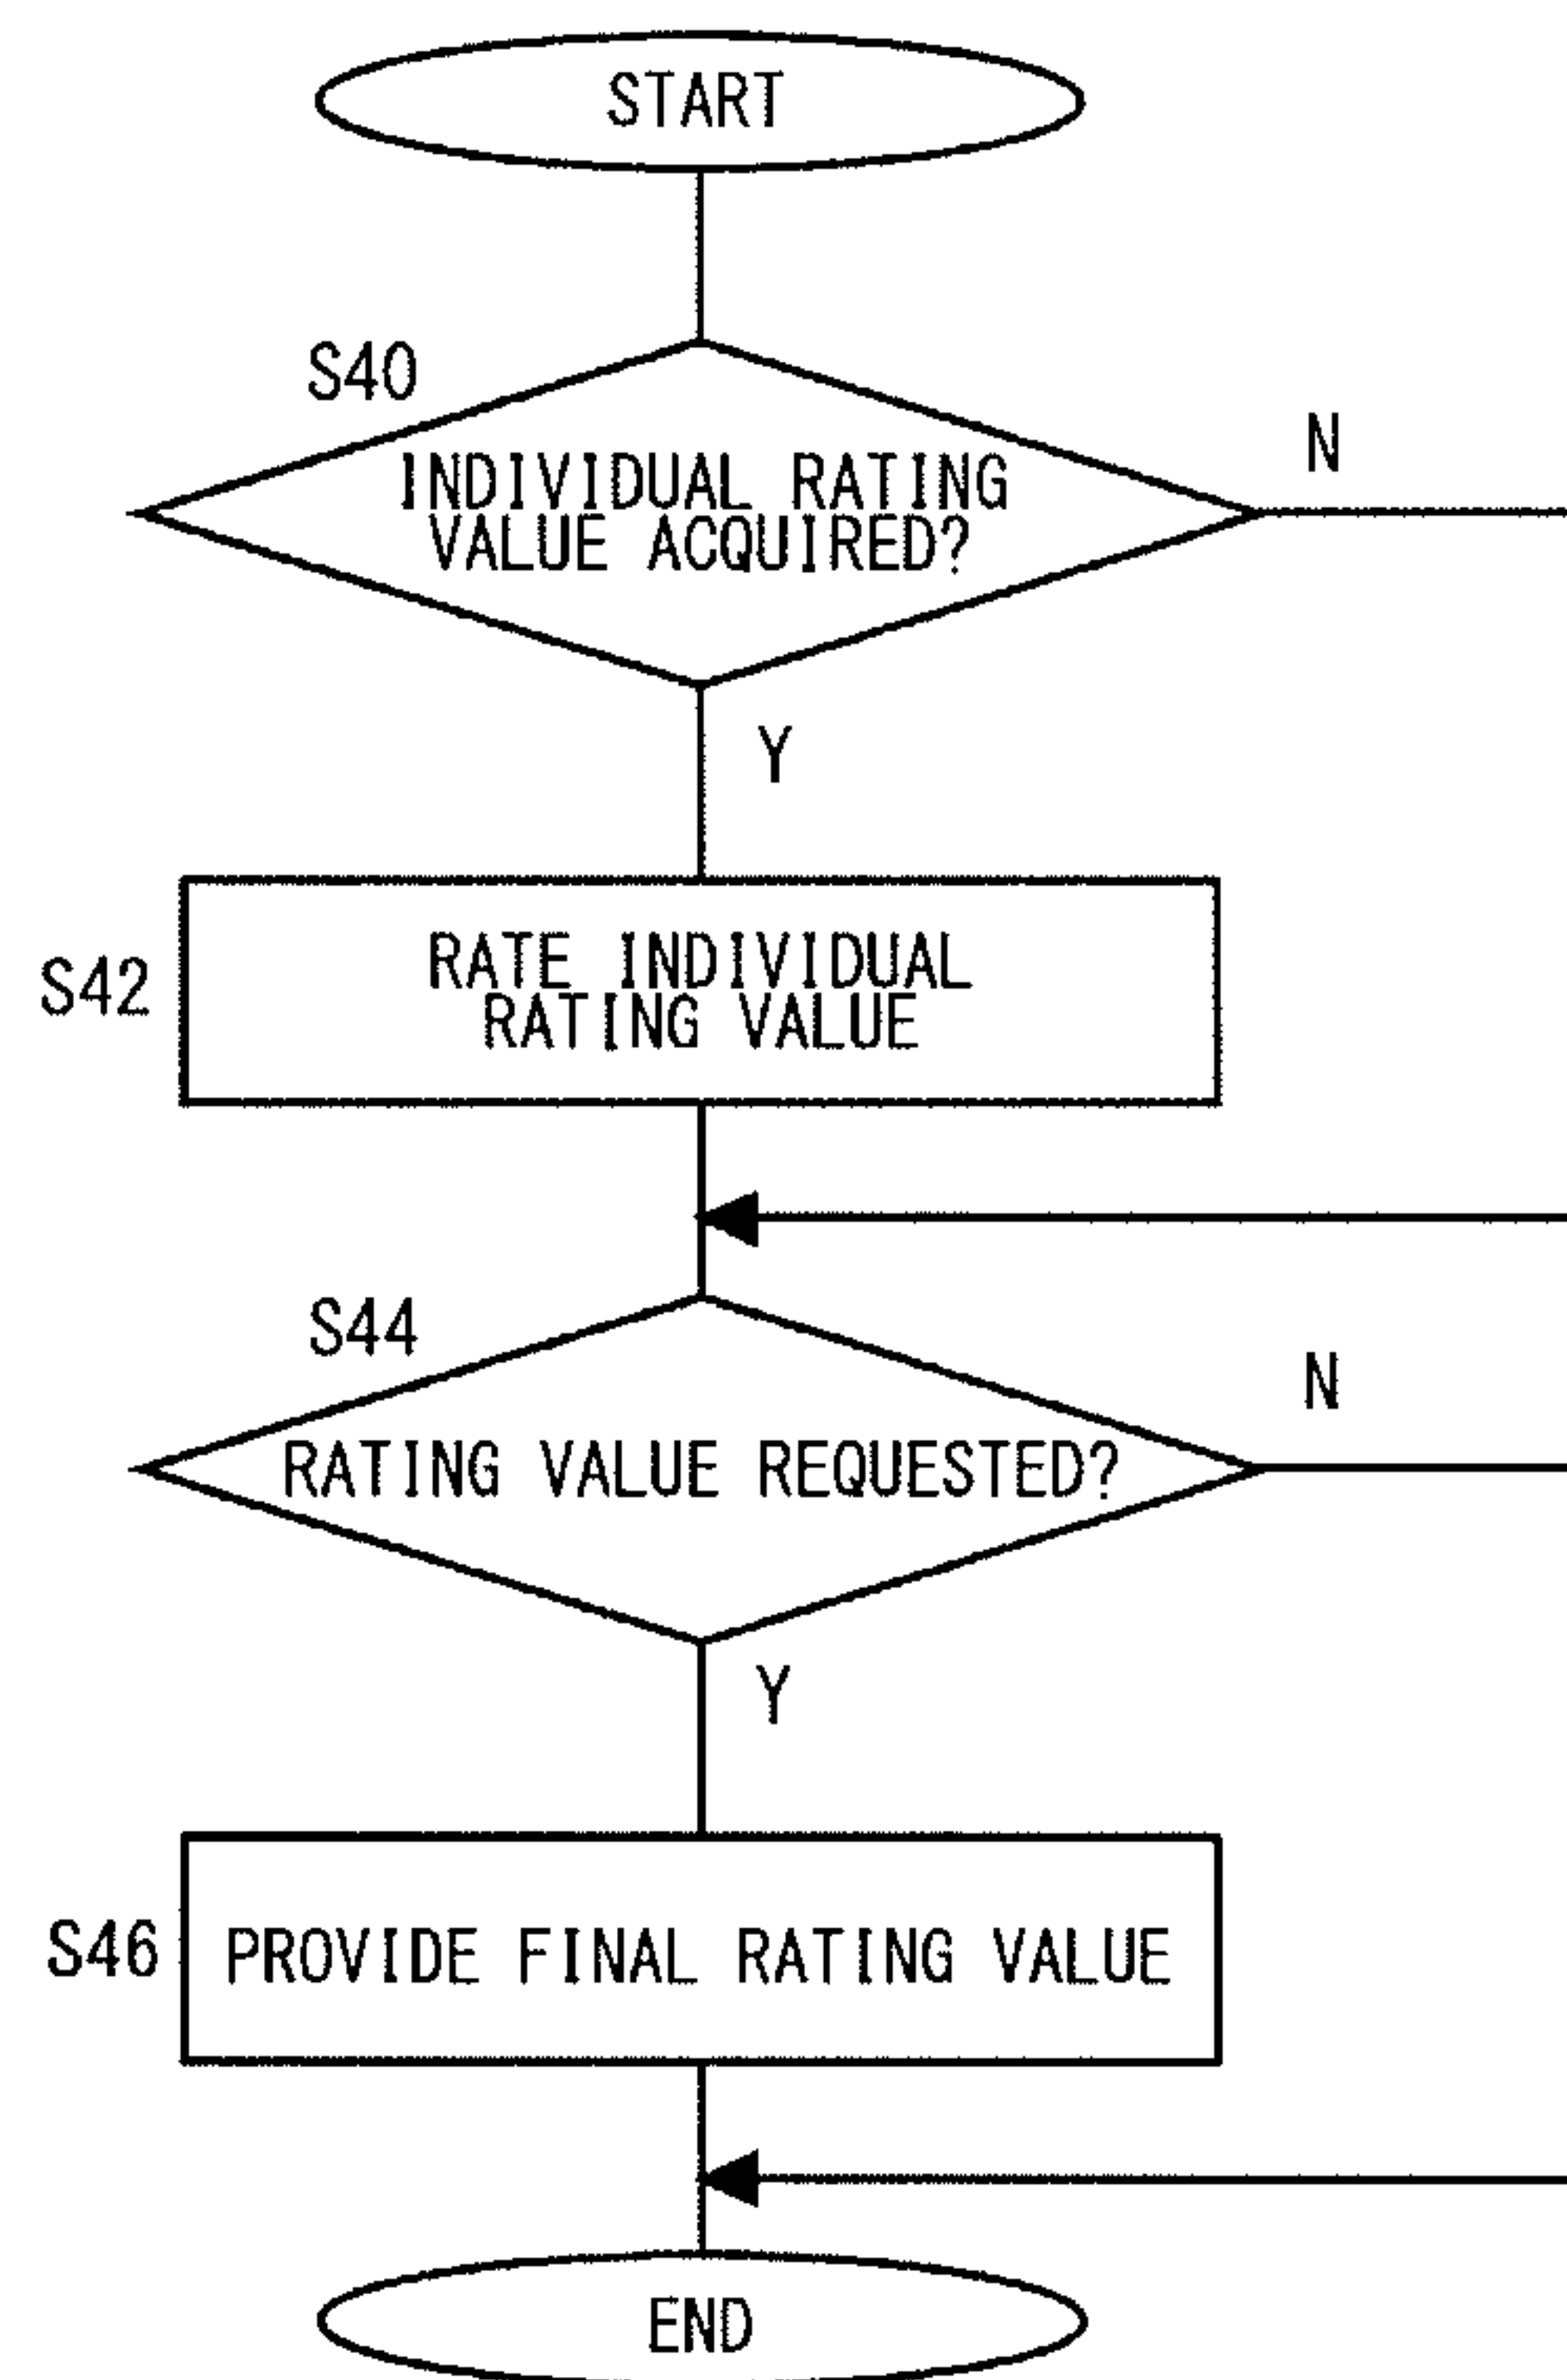 START
S40
N
INDIVIDUAL RATING
VALUE ACQUIRED?
Y
S42
RATE INDIVIDUAL
RATING VALUE
S44
N
RATING VALUE REQUESTED?
Y
S46
PROVIDE FINAL RATING VALUE
END